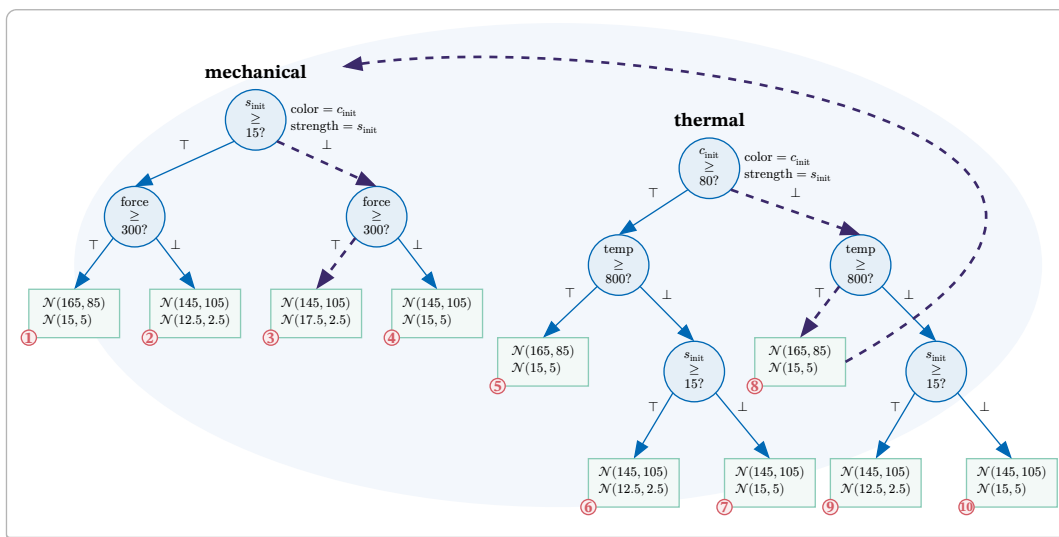 mechanical
s_init
≥
15?
color = c_init
strength = s_init
⊤
⊥
force
≥
300?
force
≥
300?
⊤
⊥
⊤
⊥
N(165, 85)
N(15, 5)
1
N(145, 105)
N(12.5, 2.5)
2
N(145, 105)
N(17.5, 2.5)
3
N(145, 105)
N(15, 5)
4
thermal
c_init
≥
80?
color = c_init
strength = s_init
⊤
⊥
temp
≥
800?
temp
≥
800?
⊤
⊥
⊤
⊥
N(165, 85)
N(15, 5)
5
s_init
≥
15?
N(165, 85)
N(15, 5)
8
s_init
≥
15?
⊤
⊥
⊤
⊥
N(145, 105)
N(12.5, 2.5)
6
N(145, 105)
N(15, 5)
7
N(145, 105)
N(12.5, 2.5)
9
N(145, 105)
N(15, 5)
10